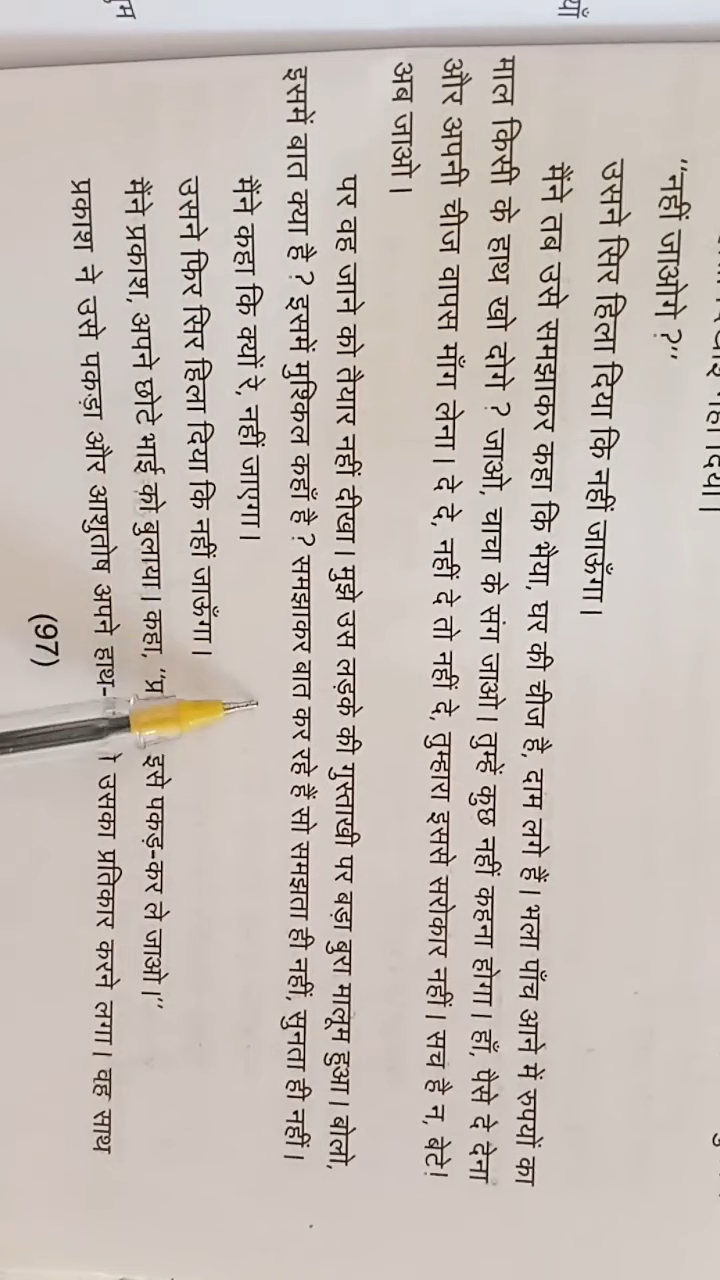 "नहीं जाओगे ?"
उसने सिर हिला दिया कि नहीं जाऊँगा।
मैंने तब उसे समझाकर कहा कि भैया, घर की चीज है, दाम लगे हैं। भला पाँच आने में रुपयों का
माल किसी के हाथ खो दोगे ? जाओ, चाचा के संग जाओ। तुम्हें कुछ नहीं कहना होगा। हाँ, पैसे दे देना
और अपनी चीज वापस माँग लेना। दे दे, नहीं दे तो नहीं दे, तुम्हारा इससे सरोकार नहीं। सच है न, बेटे!
अब जाओ।
पर वह जाने को तैयार नहीं दीखा। मुझे उस लड़के की गुस्ताखी पर बड़ा बुरा मालूम हुआ। बोलो,
इसमें बात क्या है ? इसमें मुश्किल कहाँ है ? समझाकर बात कर रहे हैं सो समझता ही नहीं, सुनता ही नहीं।
मैंने कहा कि क्यों रे, नहीं जाएगा।
उसने फिर सिर हिला दिया कि नहीं जाऊँगा।
मैंने प्रकाश, अपने छोटे भाई को बुलाया। कहा, "प्र इसे पकड़-कर ले जाओ।"
प्रकाश ने उसे पकड़ा और आशुतोष अपने हाथ- उसका प्रतिकार करने लगा। वह साथ
(97)